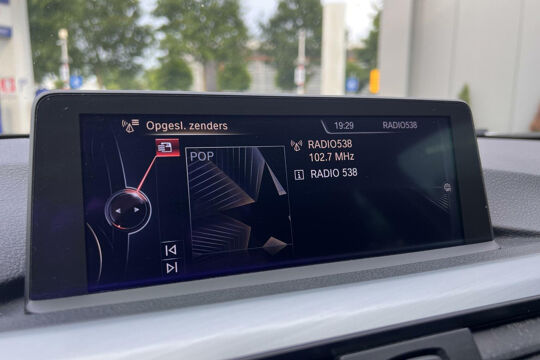 Opgesl. zenders
19:29
RADIO538
POP
RADIO538
102.7 MHz
RADIO 538